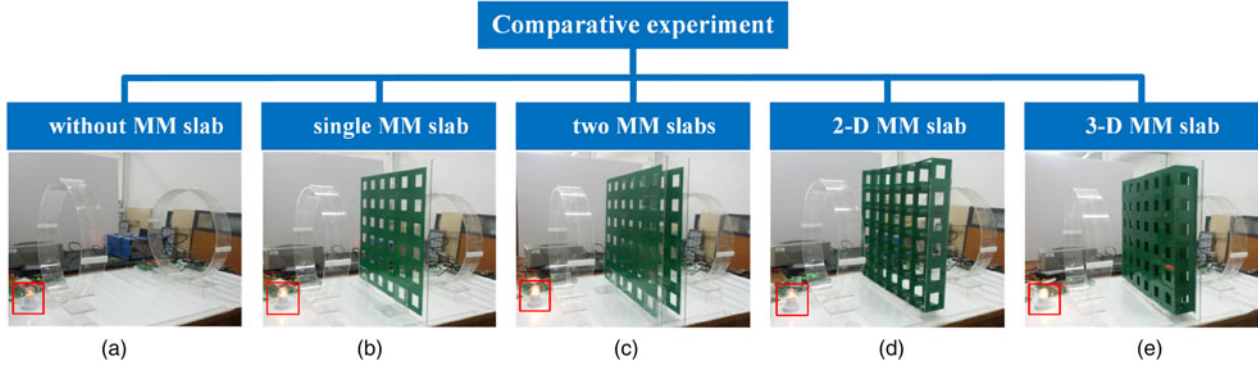 Comparative experiment
without MM slab
single MM slab
two MM slabs
2-D MM slab
3-D MM slab
(a)
(b)
(c)
(d)
(e)